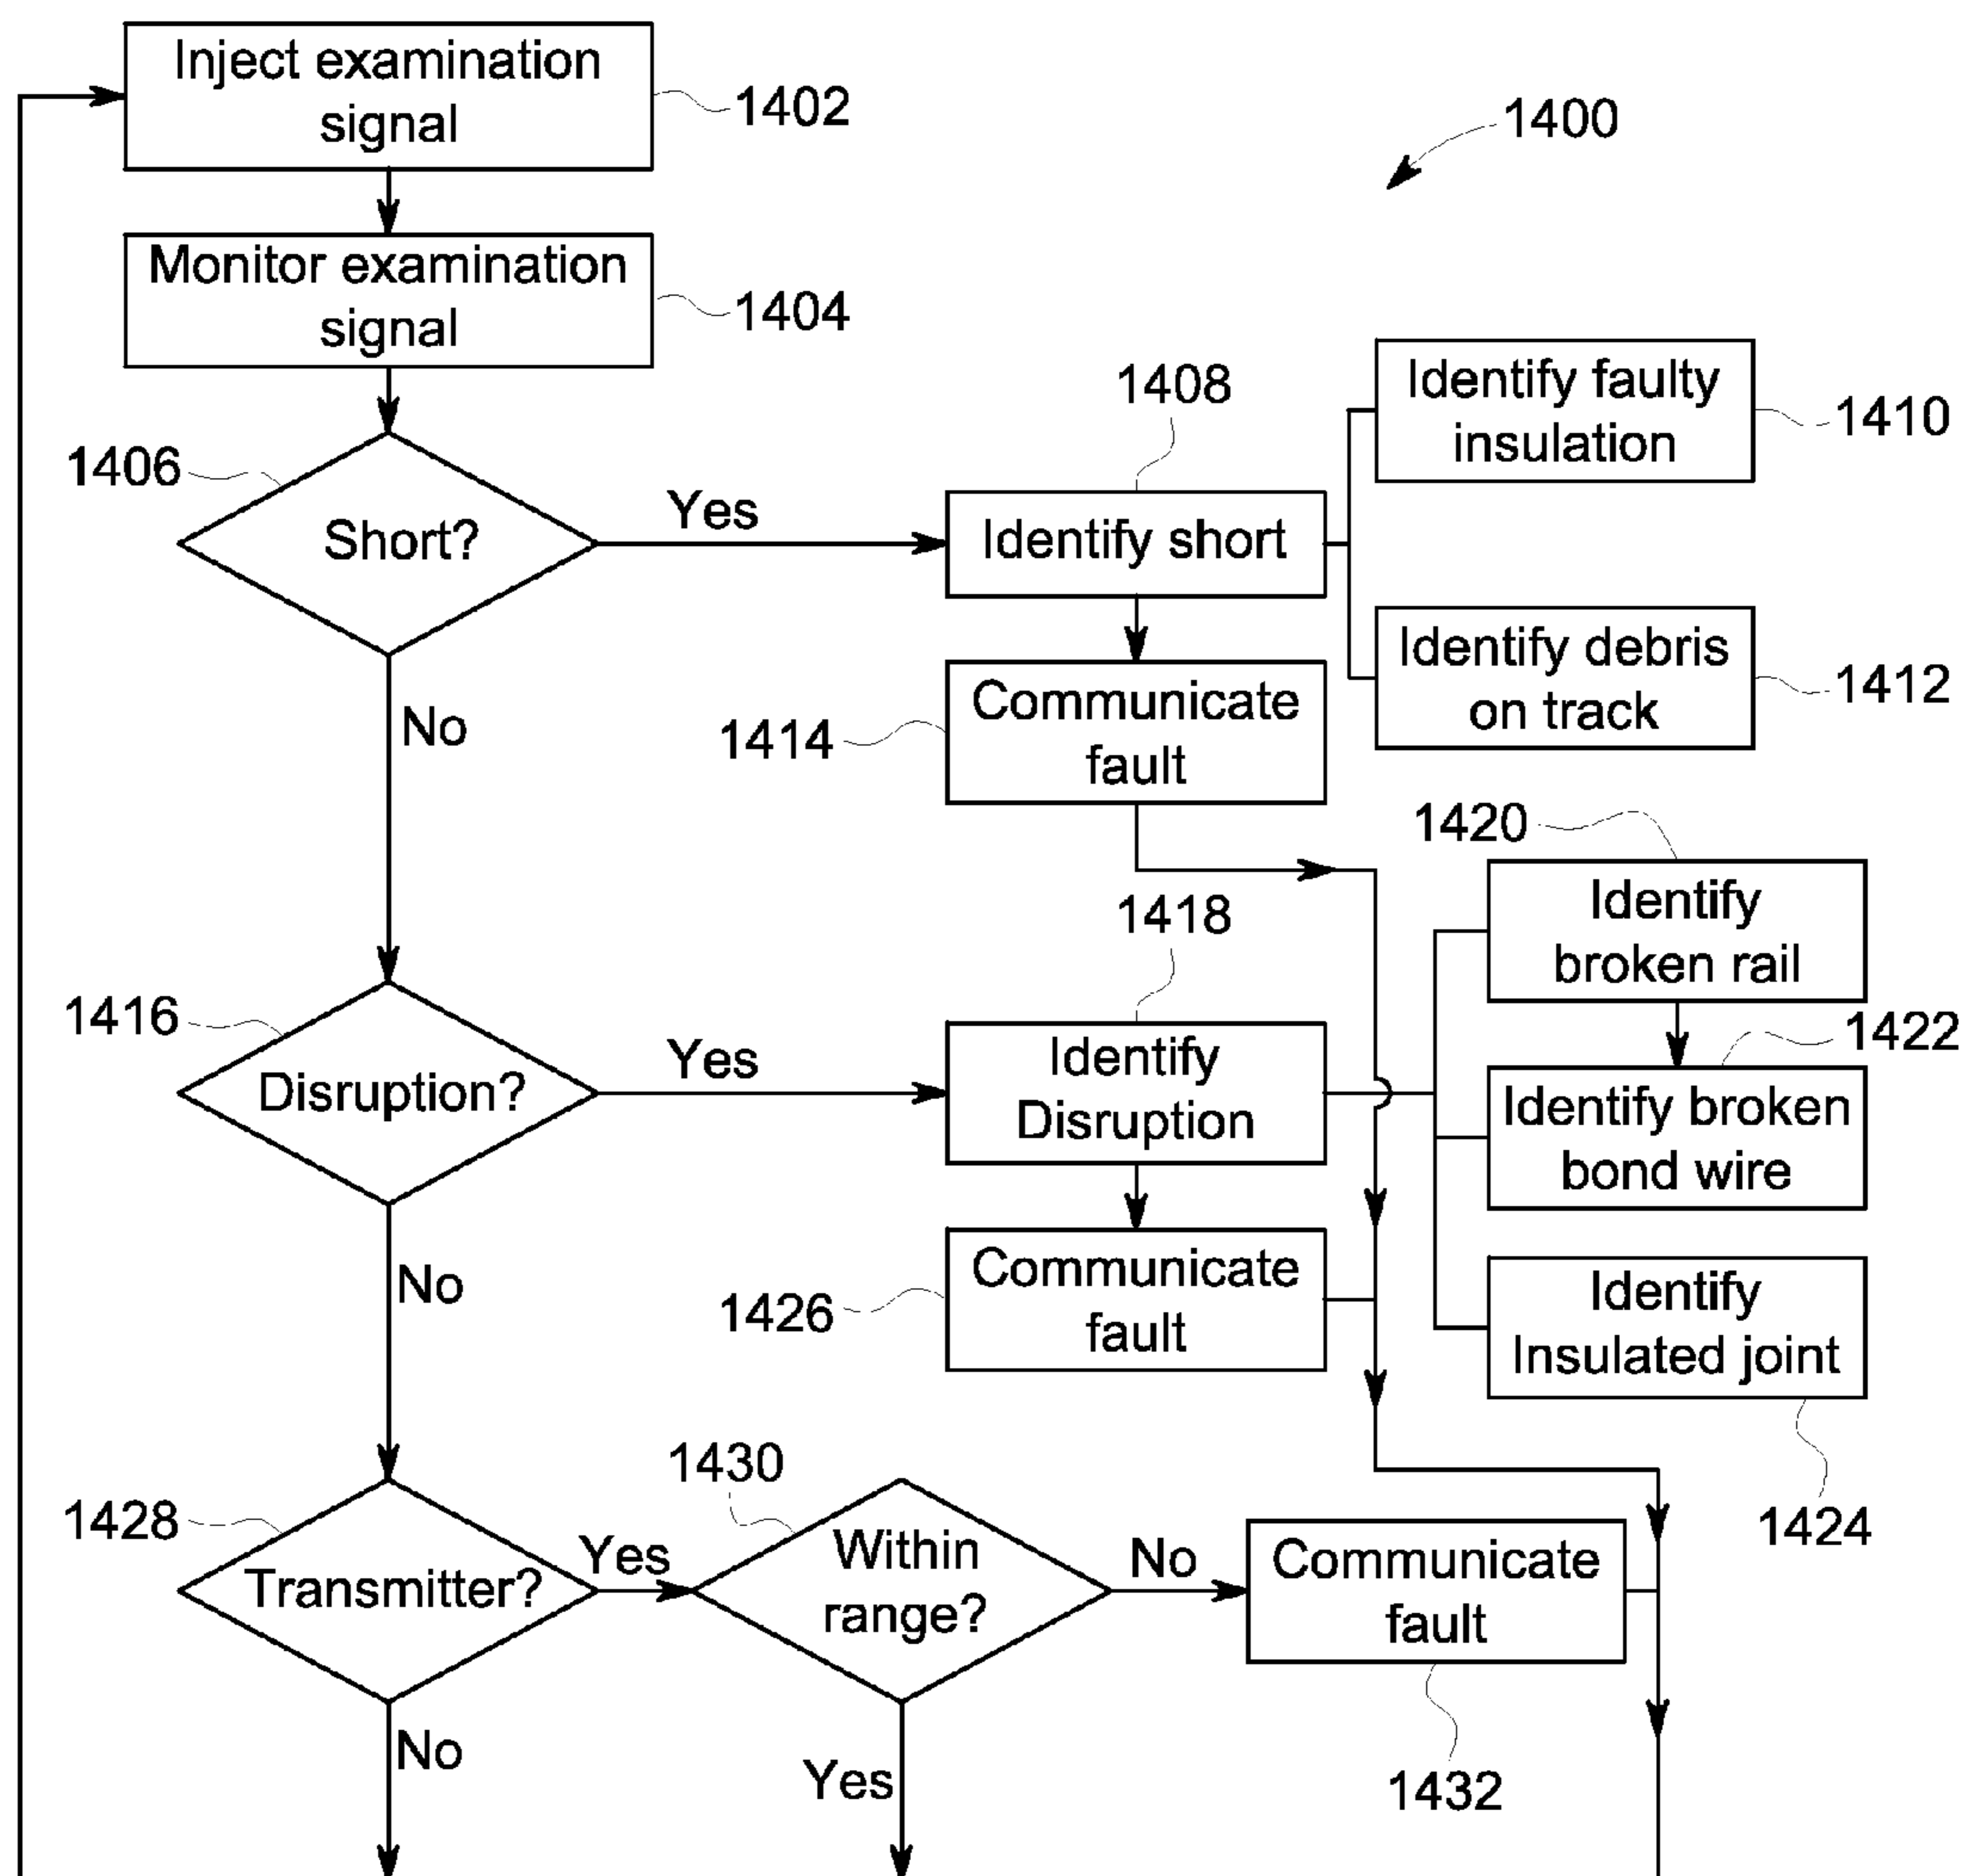 Inject examination
signal
1402
1400
Monitor examination
signal
1404
1408
Identify faulty
insulation
1410
1406
Short?
Yes
Identify short
Identify debris
on track
1412
No
Communicate
fault
1414
1420
Identify
broken rail
1418
1416
Disruption?
Yes
Identify
Disruption
1422
Identify broken
bond wire
No
Communicate
fault
1426
Identify
Insulated joint
1424
1428
Transmitter?
Yes
1430
Within
range?
No
Communicate
fault
1432
No
Yes